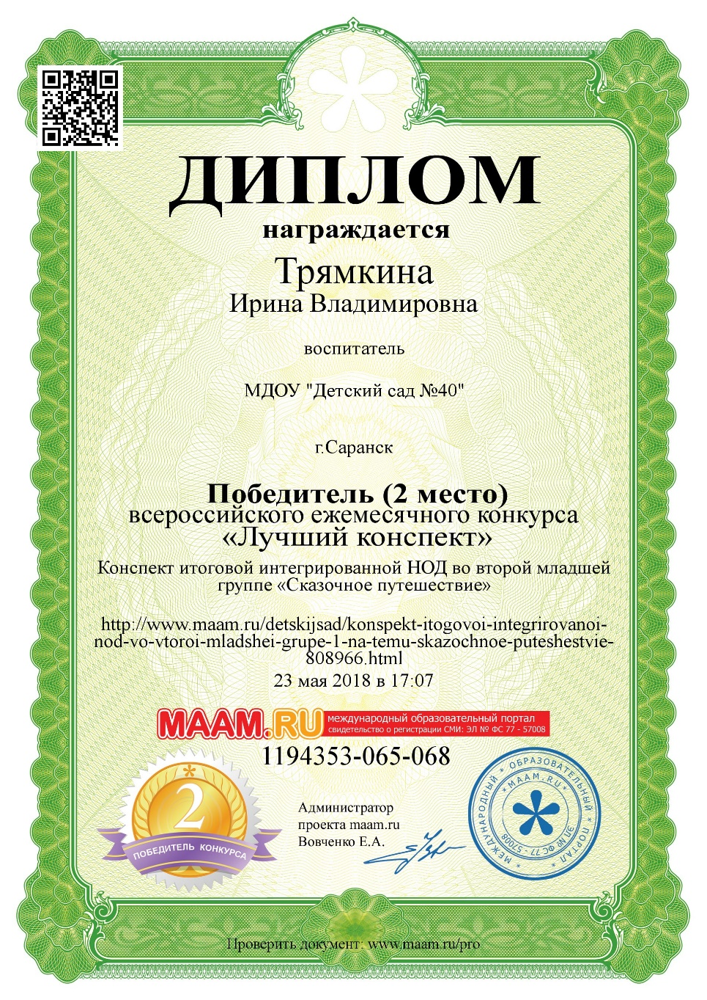 ДИПЛОМ
награждается
Трямкина
Ирина Владимировна
воспитатель
МДОУ "Детский сад №40"
г.Саранск
Победитель (2 место)
всероссийского ежемесячного конкурса
«Лучший конспект»
Конспект итоговой интегрированной НОД во второй младшей
группе «Сказочное путешествие»
http://www.maam.ru/detskijsad/konspekt-itogovoi-integrirovanoi-
nod-vo-vtoroi-mladshei-grupe-1-na-temu-skazochnoe-puteshestvie-
808966.html
23 мая 2018 в 17:07
MAAM.RU
международный образовательный портал
свидетельство о регистрации СМИ: ЭЛ № ФС 77 - 57008
1194353-065-068
2
ПОБЕДИТЕЛЬ КОНКУРСА
Администратор
проекта maam.ru
Вовченко Е.А.
* МЕЖДУНАРОДНЫЙ * ОБРАЗОВАТЕЛЬНЫЙ * ПОРТАЛ *
* MAAM.RU *
ЭЛ № ФС 77 - 57008
Проверить документ: www.maam.ru/pro